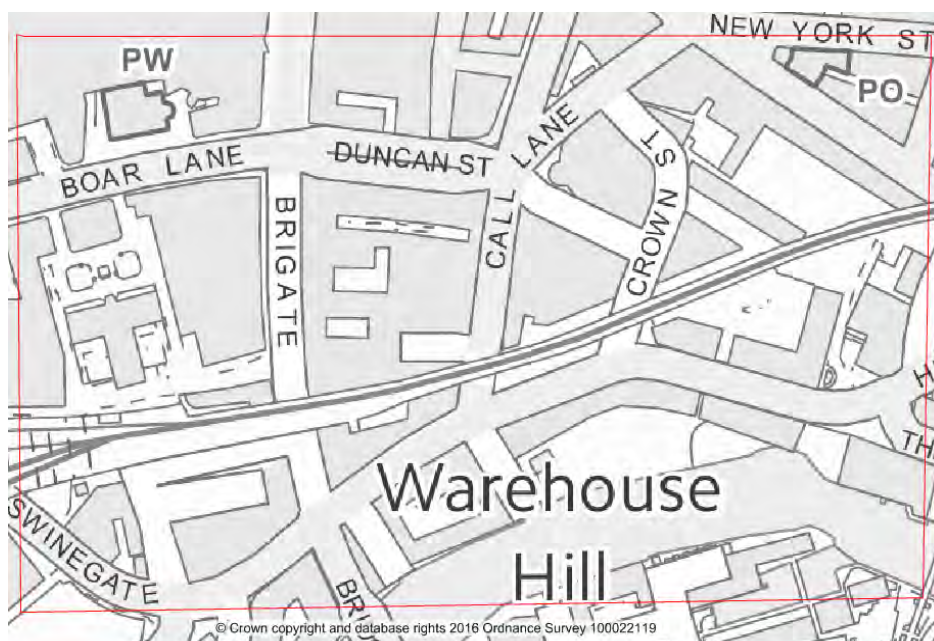 NEW YORK ST
PW
PO
BOAR LANE
DUNCAN ST
CALL LANE
CROWN ST
BRIGATE
Warehouse
Hill
SWINEGATE
© Crown copyright and database rights 2016 Ordnance Survey 100022119